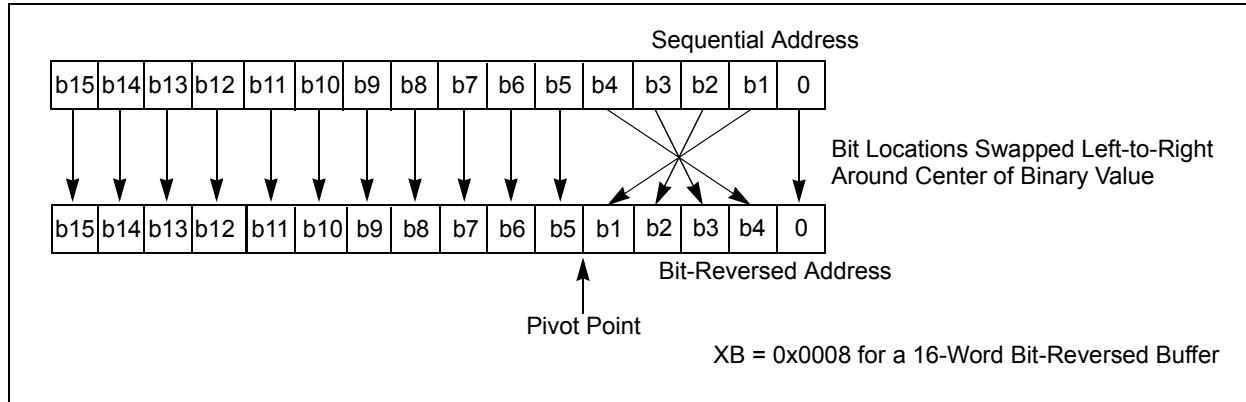 Sequential Address
b15 b14 b13 b12 b11 b10 b9 b8 b7 b6 b5 b4 b3 b2 b1 0
Bit Locations Swapped Left-to-Right
Around Center of Binary Value
b15 b14 b13 b12 b11 b10 b9 b8 b7 b6 b5 b1 b2 b3 b4 0
Bit-Reversed Address
Pivot Point
XB = 0x0008 for a 16-Word Bit-Reversed Buffer